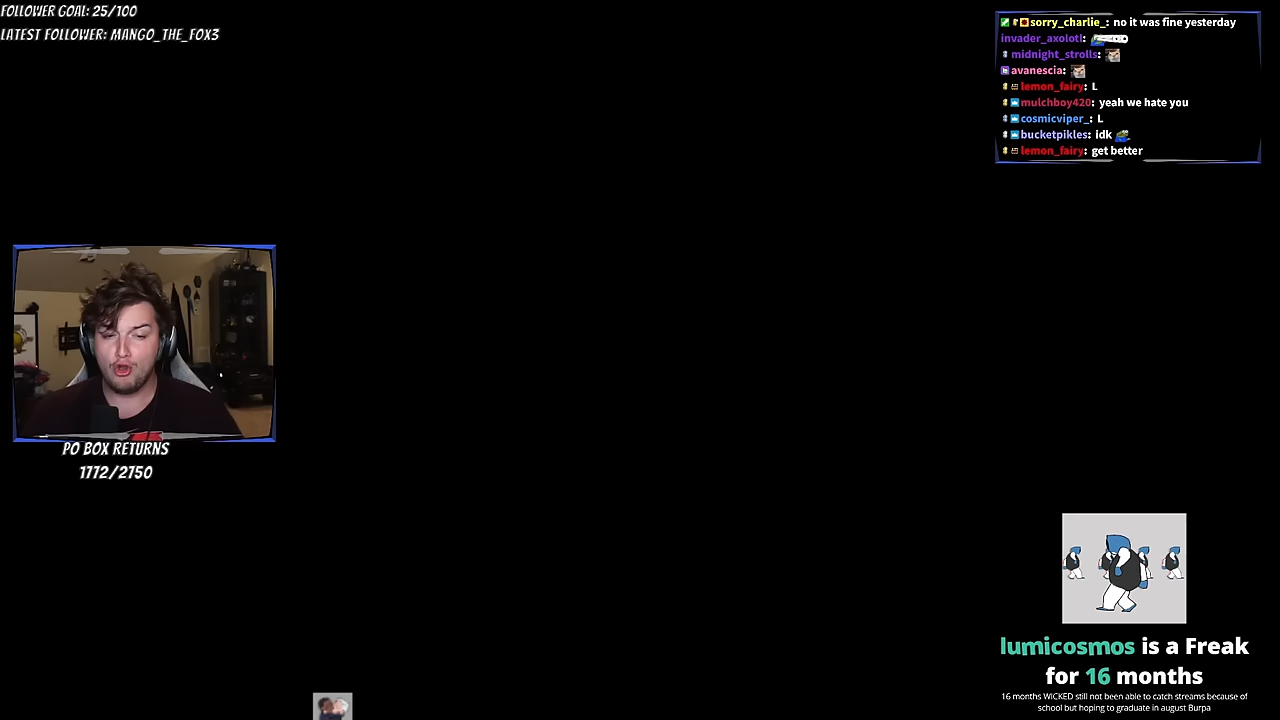 FOLLOWER GOAL: 25/100
LATEST FOLLOWER: MANGO_THE_FOX3
sorry_charlie_: no it was fine yesterday
invader_axolotl:
midnight_strolls:
avanescia:
lemon_fairy: L
mulchboy420: yeah we hate you
cosmicviper_: L
bucketpikles: idk
lemon_fairy: get better
PO BOX RETURNS
1772/2750
lumicosmos is a Freak
for 16 months
16 months WICKED still not been able to catch streams because of
school but hoping to graduate in august Burpa